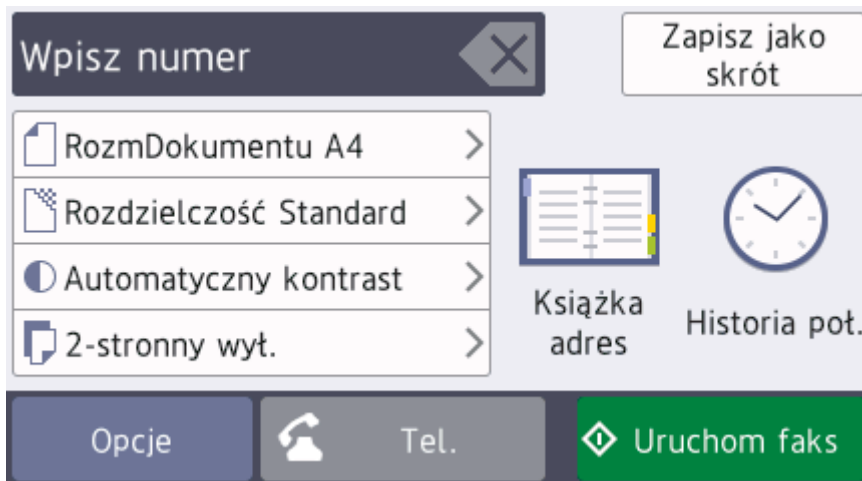 Wpisz numer
Zapisz jako
skrót
RozmDokumentu A4
Rozdzielczość Standard
Automatyczny kontrast
2-stronny wył.
Książka
adres
Historia poł.
Opcje
Tel.
Uruchom faks